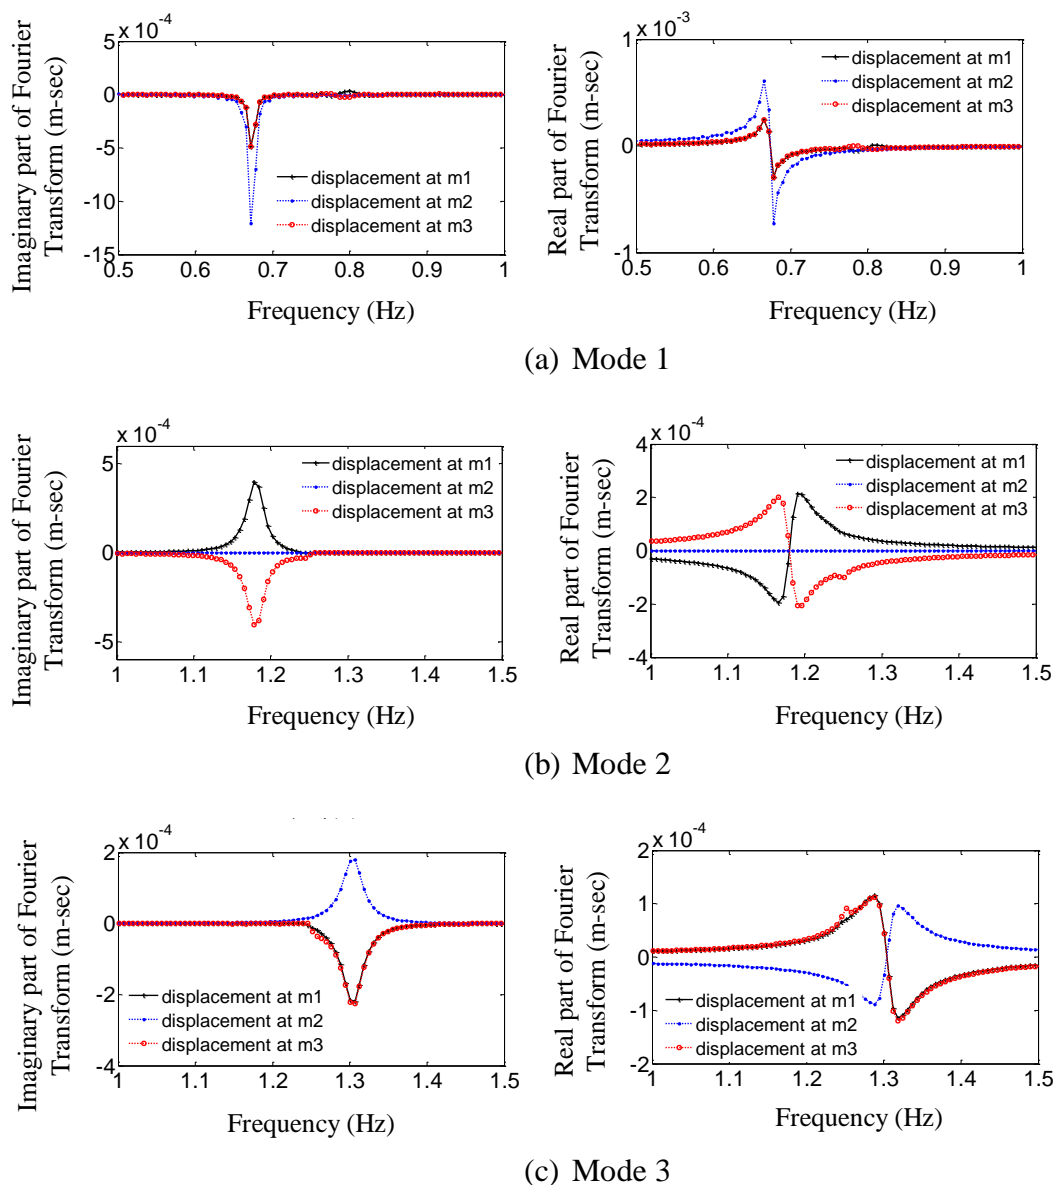 x 10-4
5
0
-5
-10
-15
0.5 0.6 0.7 0.8 0.9 1
Imaginary part of Fourier
Transform (m-sec)
displacement at m1
displacement at m2
displacement at m3
Frequency (Hz)
x 10-3
1
0
-1
0.5 0.6 0.7 0.8 0.9 1
Real part of Fourier
Transform (m-sec)
displacement at m1
displacement at m2
displacement at m3
Frequency (Hz)
(a) Mode 1
x 10-4
5
0
-5
1 1.1 1.2 1.3 1.4 1.5
Imaginary part of Fourier
Transform (m-sec)
displacement at m1
displacement at m2
displacement at m3
Frequency (Hz)
x 10-4
4
2
0
-2
-4
1 1.1 1.2 1.3 1.4 1.5
Real part of Fourier
Transform (m-sec)
displacement at m1
displacement at m2
displacement at m3
Frequency (Hz)
(b) Mode 2
x 10-4
2
0
-2
-4
1 1.1 1.2 1.3 1.4 1.5
Imaginary part of Fourier
Transform (m-sec)
displacement at m1
displacement at m2
displacement at m3
Frequency (Hz)
x 10-4
2
1
0
-1
-2
1 1.1 1.2 1.3 1.4 1.5
Real part of Fourier
Transform (m-sec)
displacement at m1
displacement at m2
displacement at m3
Frequency (Hz)
(c) Mode 3